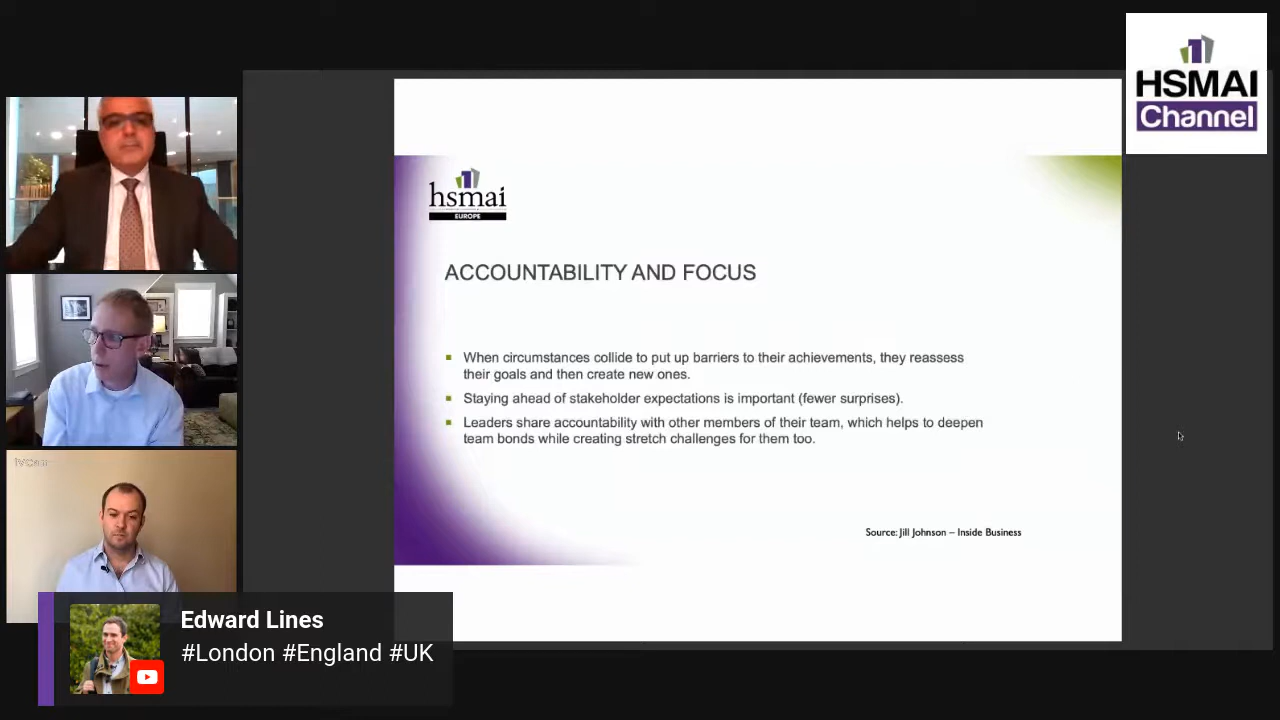 HSMAI
Channel
hsmai
EUROPE
ACCOUNTABILITY AND FOCUS
When circumstances collide to put up barriers to their achievements, they reassess
their goals and then create new ones.
Staying ahead of stakeholder expectations is important (fewer surprises).
Leaders share accountability with other members of their team, which helps to deepen
team bonds while creating stretch challenges for them too.
Source: Jill Johnson – Inside Business
Edward Lines
#London #England #UK